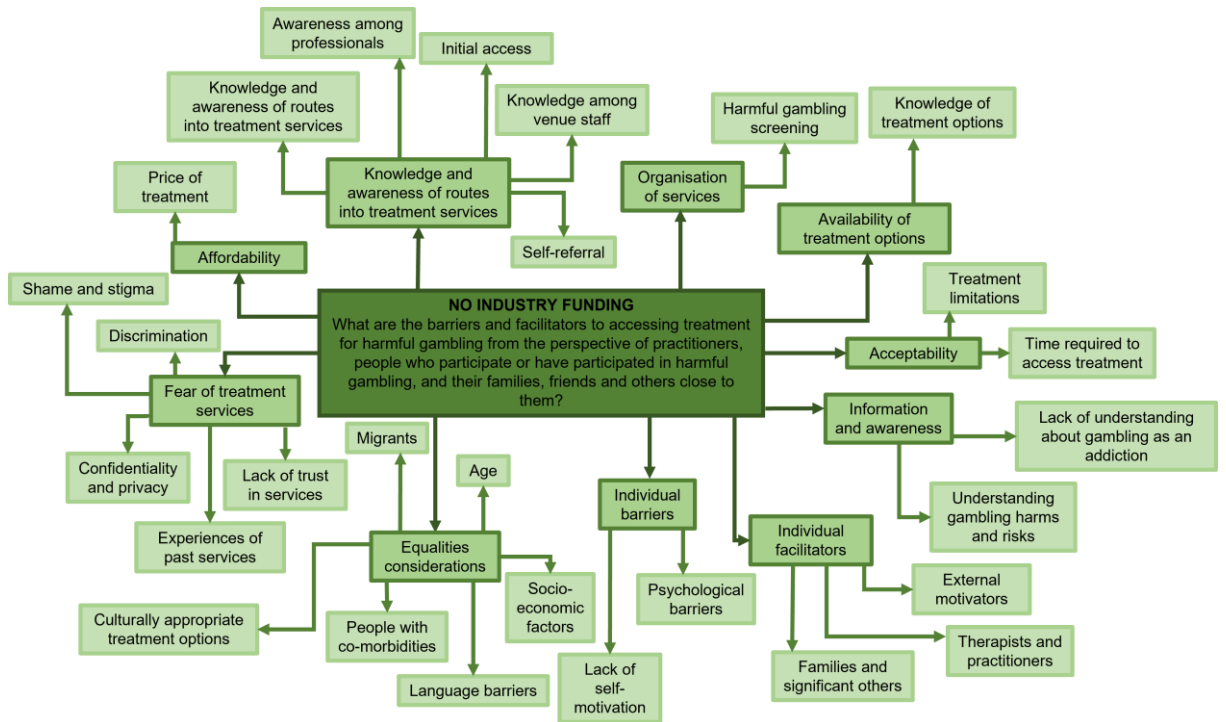 Awareness among
professionals
Initial access
Knowledge and
awareness of routes
into treatment services
Knowledge among
venue staff
Harmful gambling
screening
Knowledge of
treatment options
Price of
treatment
Knowledge and
awareness of routes
into treatment services
Organisation
of services
Availability of
treatment options
Affordability
Self-referral
Shame and stigma
Treatment
limitations
NO INDUSTRY FUNDING
What are the barriers and facilitators to accessing treatment
for harmful gambling from the perspective of practitioners,
people who participate or have participated in harmful
gambling, and their families, friends and others close to
them?
Discrimination
Acceptability
Time required to
access treatment
Fear of treatment
services
Information
and awareness
Lack of understanding
about gambling as an
addiction
Confidentiality
and privacy
Lack of trust
in services
Migrants
Age
Individual
barriers
Understanding
gambling harms
and risks
Experiences of
past services
Equalities
considerations
Individual
facilitators
Socio-
economic
factors
Psychological
barriers
External
motivators
Culturally appropriate
treatment options
People with
co-morbidities
Therapists and
practitioners
Language barriers
Lack of
self-
motivation
Families and
significant others